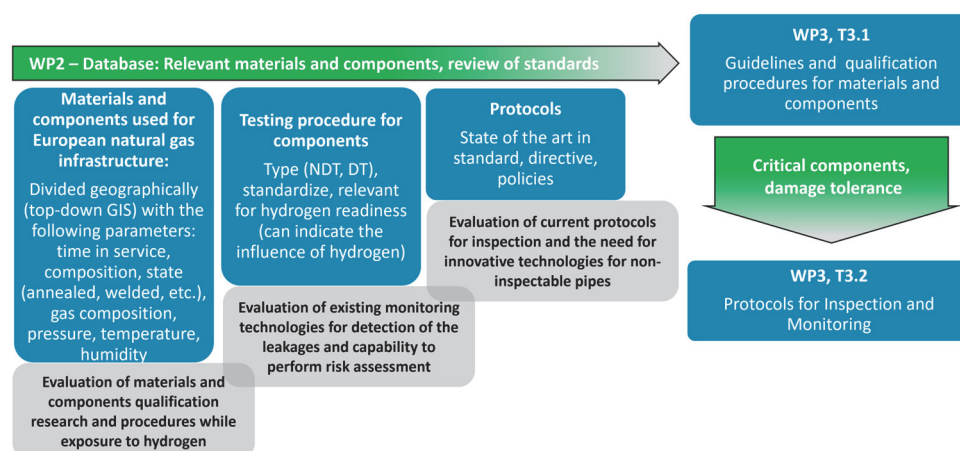 WP2 – Database: Relevant materials and components, review of standards
Materials and
components used for
European natural gas
infrastructure:
Divided geographically
(top-down GIS) with the
following parameters:
time in service,
composition, state
(annealed, welded, etc.),
gas composition,
pressure, temperature,
humidity
Evaluation of materials and
components qualification
research and procedures while
exposure to hydrogen
Testing procedure for
components
Type (NDT, DT),
standardize, relevant
for hydrogen readiness
(can indicate the
influence of hydrogen)
Evaluation of existing monitoring
technologies for detection of the
leakages and capability to
perform risk assessment
Protocols
State of the art in
standard, directive,
policies
Evaluation of current protocols
for inspection and the need for
innovative technologies for non-
inspectable pipes
WP3, T3.1
Guidelines and qualification
procedures for materials and
components
Critical components,
damage tolerance
WP3, T3.2
Protocols for Inspection and
Monitoring